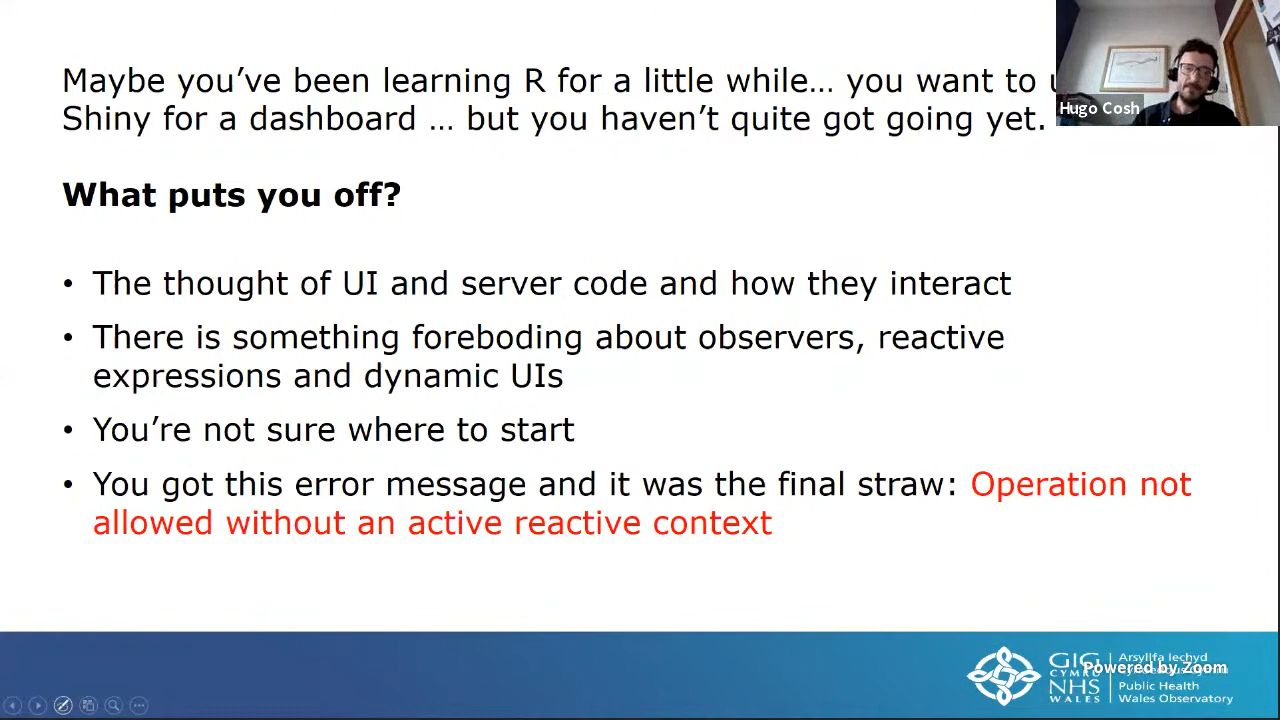 Maybe you’ve been learning R for a little while… you want to
Shiny for a dashboard … but you haven’t quite got going yet.
Hugo Cosh
What puts you off?
• The thought of UI and server code and how they interact
• There is something foreboding about observers, reactive
expressions and dynamic UIs
• You’re not sure where to start
• You got this error message and it was the final straw: Operation not
allowed without an active reactive context
GIG
CYMRU
NHS
WALES
Arsyllfa Iechyd
Powered by Zoom
Public Health
Wales Observatory